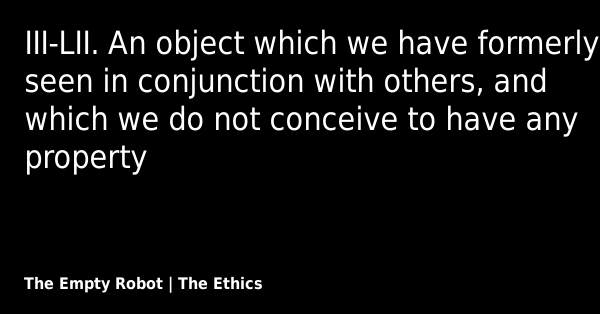 III-LII. An object which we have formerly
seen in conjunction with others, and
which we do not conceive to have any
property
The Empty Robot | The Ethics